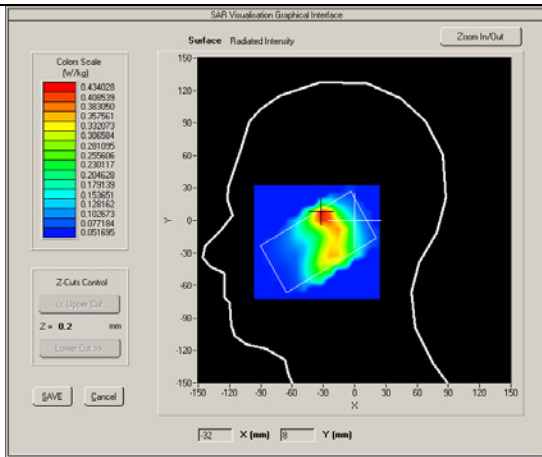 SAR Visualisation Graphical Interface
Surface Radiated Intensity
Zoom In/Out
Colors Scale
(W/kg)
0.434028
0.408539
0.383050
0.357561
0.332073
0.306584
0.281095
0.255606
0.230117
0.204628
0.179139
0.153651
0.128162
0.102673
0.077184
0.051695
Z-Cuts Control
<< Upper Cut
Z = 0.2 mm
Lower Cut >>
SAVE Cancel
150
120
90
60
30
0
-30
-60
-90
-120
-150
Y
-150 -120 -90 -60 -30 0 30 60 90 120 150
X
-32 X (mm) 8 Y (mm)